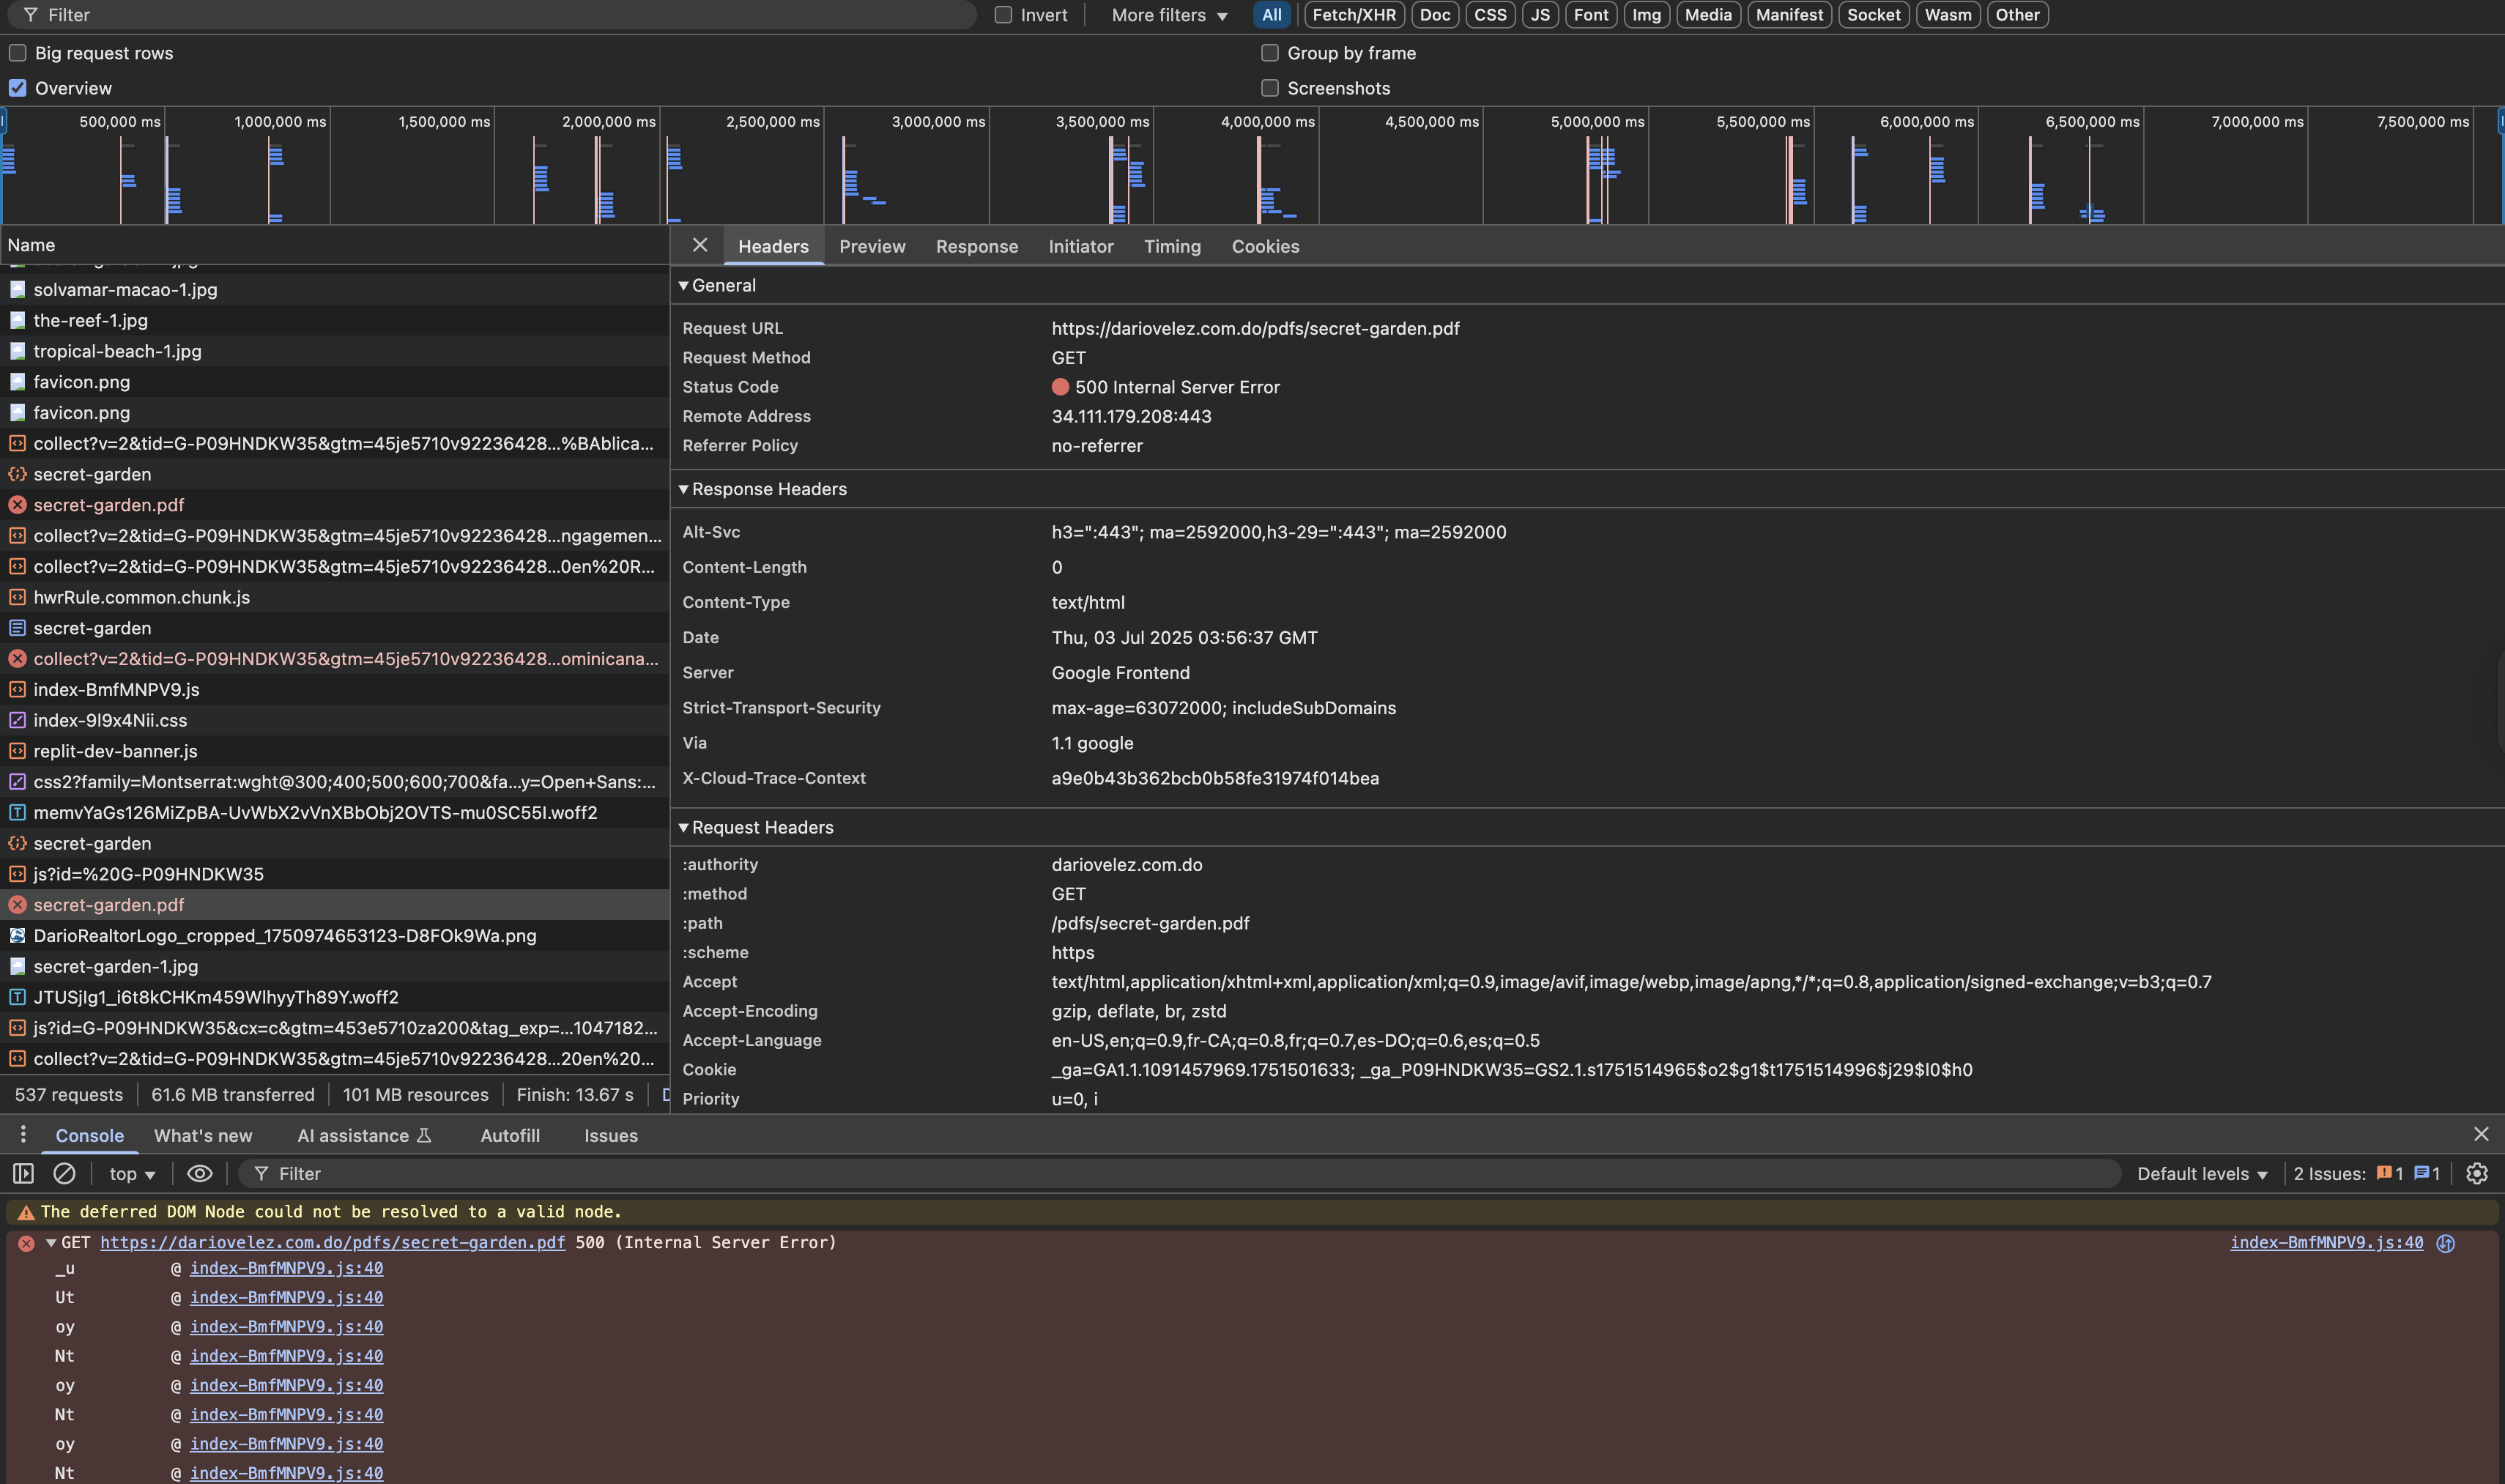 Filter Invert More filters All Fetch/XHR Doc CSS JS Font Img Media Manifest Socket Wasm Other
Big request rows Group by frame
Overview Screenshots
500,000 ms 1,000,000 ms 1,500,000 ms 2,000,000 ms 2,500,000 ms 3,000,000 ms 3,500,000 ms 4,000,000 ms 4,500,000 ms 5,000,000 ms 5,500,000 ms 6,000,000 ms 6,500,000 ms 7,000,000 ms 7,500,000 ms
Name
solvamar-macao-1.jpg
the-reef-1.jpg
tropical-beach-1.jpg
favicon.png
favicon.png
collect?v=2&tid=G-P09HNDKW35&gtm=45je5710v92236428...%BAblica...
secret-garden
secret-garden.pdf
collect?v=2&tid=G-P09HNDKW35&gtm=45je5710v92236428...ngagemen...
collect?v=2&tid=G-P09HNDKW35&gtm=45je5710v92236428...0en%20R...
hwrRule.common.chunk.js
secret-garden
collect?v=2&tid=G-P09HNDKW35&gtm=45je5710v92236428...ominicana...
index-BmfMNPV9.js
index-9l9x4Nii.css
replit-dev-banner.js
css2?family=Montserrat:wght@300;400;500;600;700&fa...y=Open+Sans:...
memvYaGs126MiZpBA-UvWbX2vVnXBbObj2OVTS-mu0SC55I.woff2
secret-garden
js?id=%20G-P09HNDKW35
secret-garden.pdf
DarioRealtorLogo_cropped_1750974653123-D8FOk9Wa.png
secret-garden-1.jpg
JTUSjIg1_i6t8kCHKm459WlhyyTh89Y.woff2
js?id=G-P09HNDKW35&cx=c&gtm=453e5710za200&tag_exp=...1047182...
collect?v=2&tid=G-P09HNDKW35&gtm=45je5710v92236428...20en%20...
537 requests 61.6 MB transferred 101 MB resources Finish: 13.67 s
Headers Preview Response Initiator Timing Cookies
General
Request URL https://dariovelez.com.do/pdfs/secret-garden.pdf
Request Method GET
Status Code 500 Internal Server Error
Remote Address 34.111.179.208:443
Referrer Policy no-referrer
Response Headers
Alt-Svc h3=":443"; ma=2592000,h3-29=":443"; ma=2592000
Content-Length 0
Content-Type text/html
Date Thu, 03 Jul 2025 03:56:37 GMT
Server Google Frontend
Strict-Transport-Security max-age=63072000; includeSubDomains
Via 1.1 google
X-Cloud-Trace-Context a9e0b43b362bcb0b58fe31974f014bea
Request Headers
:authority dariovelez.com.do
:method GET
:path /pdfs/secret-garden.pdf
:scheme https
Accept text/html,application/xhtml+xml,application/xml;q=0.9,image/avif,image/webp,image/apng,*/*;q=0.8,application/signed-exchange;v=b3;q=0.7
Accept-Encoding gzip, deflate, br, zstd
Accept-Language en-US,en;q=0.9,fr-CA;q=0.8,fr;q=0.7,es-DO;q=0.6,es;q=0.5
Cookie _ga=GA1.1.1091457969.1751501633; _ga_P09HNDKW35=GS2.1.s1751514965$o2$g1$t1751514996$j29$l0$h0
Priority u=0, i
Console What's new AI assistance Autofill Issues
top Filter Default levels 2 Issues: 1 1
The deferred DOM Node could not be resolved to a valid node.
GET https://dariovelez.com.do/pdfs/secret-garden.pdf 500 (Internal Server Error) index-BmfMNPV9.js:40
_u @ index-BmfMNPV9.js:40
Ut @ index-BmfMNPV9.js:40
oy @ index-BmfMNPV9.js:40
Nt @ index-BmfMNPV9.js:40
oy @ index-BmfMNPV9.js:40
Nt @ index-BmfMNPV9.js:40
oy @ index-BmfMNPV9.js:40
Nt @ index-BmfMNPV9.js:40